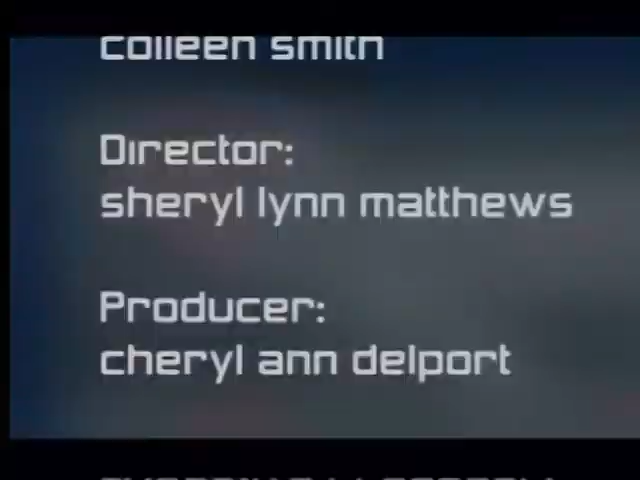 colleen smith
Director:
sheryl lynn matthews
Producer:
cheryl ann delport